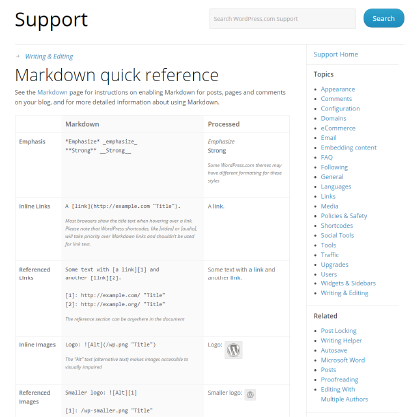 Support
Search WordPress.com Support
Search
Writing & Editing
Markdown quick reference
See the Markdown page for instructions on enabling Markdown for posts, pages and comments
on your blog, and for more detailed information about using Markdown.
Markdown Processed
Emphasis
*Emphasize* _emphasize_
**Strong** __Strong__
Emphasize
Strong
Some WordPress.com themes may
have different formatting for these
styles
Inline Links
A [link](http://example.com "Title").
Most browsers show the title text when hovering over a link
Please note that WordPress shortcodes, like [video] or [audio],
will take priority over Markdown links and shouldn't be used
for link text.
A link.
Referenced
Links
Some text with [a link][1] and
another [link][2].
[1]: http://example.com/ "Title"
[2]: http://example.org/ "Title"
The reference section can be anywhere in the document
Some text with a link and
another link.
Inline Images
Logo: ![Alt](/wp.png "Title")
The "Alt" text (alternative text) makes images accessible to
visually impaired
Logo:
Referenced
Images
Smaller logo: ![Alt][1]
[1]: /wp-smaller.png "Title"
Smaller logo:
Support Home
Topics
Appearance
Comments
Configuration
Domains
eCommerce
Email
Embedding content
FAQ
Following
General
Languages
Links
Media
Policies & Safety
Shortcodes
Social Tools
Tools
Traffic
Upgrades
Users
Widgets & Sidebars
Writing & Editing
Related
Post Locking
Writing Helper
Autosave
Microsoft Word
Posts
Proofreading
Editing With
Multiple Authors